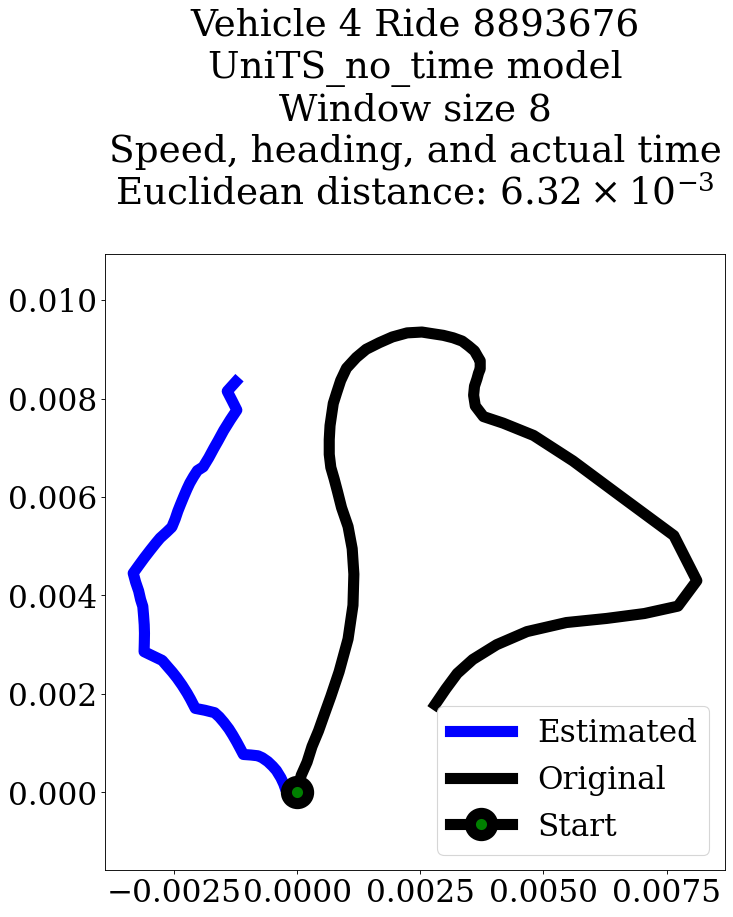 Vehicle 4 Ride 8893676
UniTS_no_time model
Window size 8
Speed, heading, and actual time
Euclidean distance: 6.32 × 10⁻³
0.010
0.008
0.006
0.004
0.002
0.000
Estimated
Original
Start
−0.0025 0.0000 0.0025 0.0050 0.0075